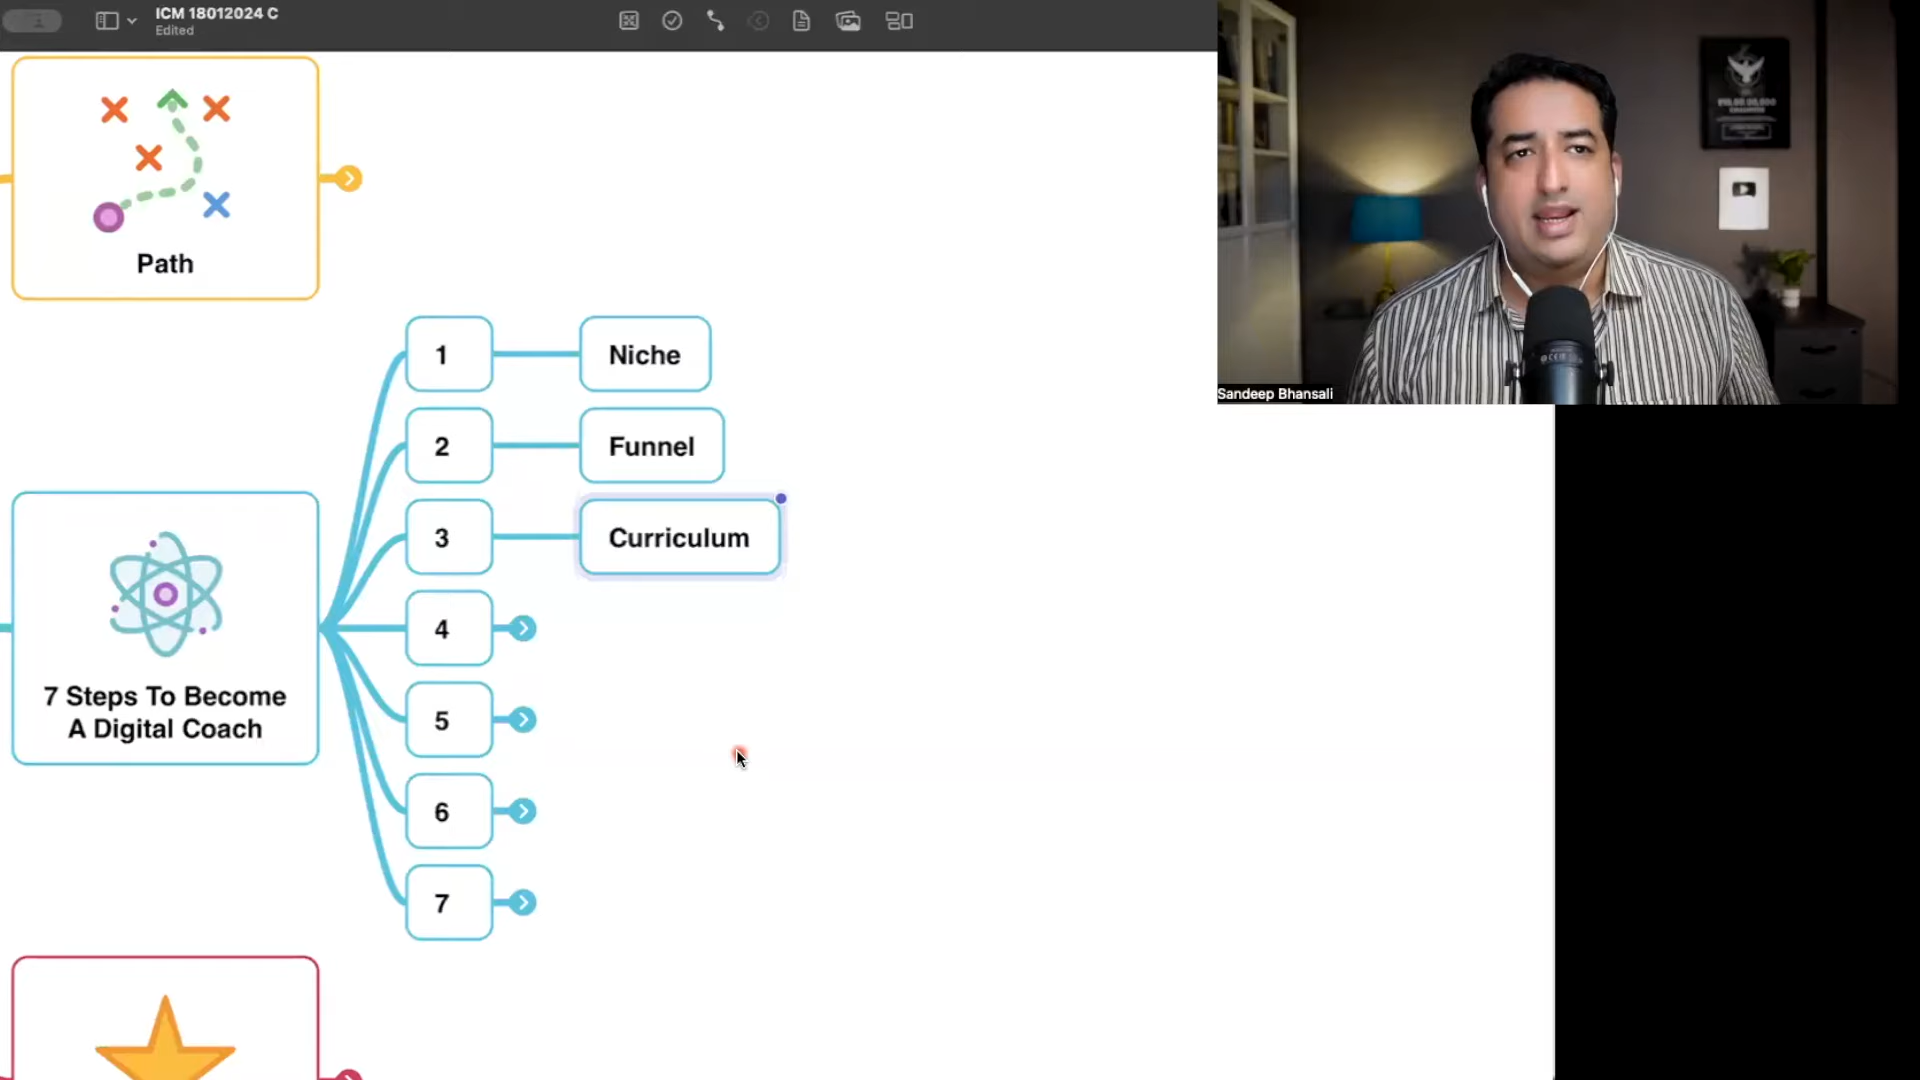 ICM 18012024 C
Edited
Path
1
Niche
2
Funnel
3
Curriculum
4
5
6
7
7 Steps To Become
A Digital Coach
Sandeep Bhansali